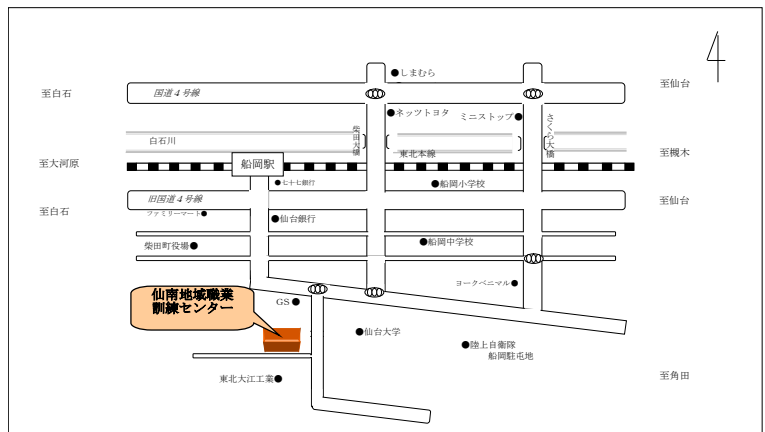 ●しまむら
至白石
国道４号線
至仙台
●ネッツトヨタ
ミニストップ●
さくら大橋
柴田大橋
白石川
東北本線
至大河原
船岡駅
至槻木
●七十七銀行
●船岡小学校
旧国道４号線
至仙台
至白石
ファミリーマート●
●仙台銀行
柴田町役場●
●船岡中学校
ヨークベニマル●
仙南地域職業
訓練センター
GS●
●仙台大学
●陸上自衛隊
船岡駐屯地
東北大江工業●
至角田